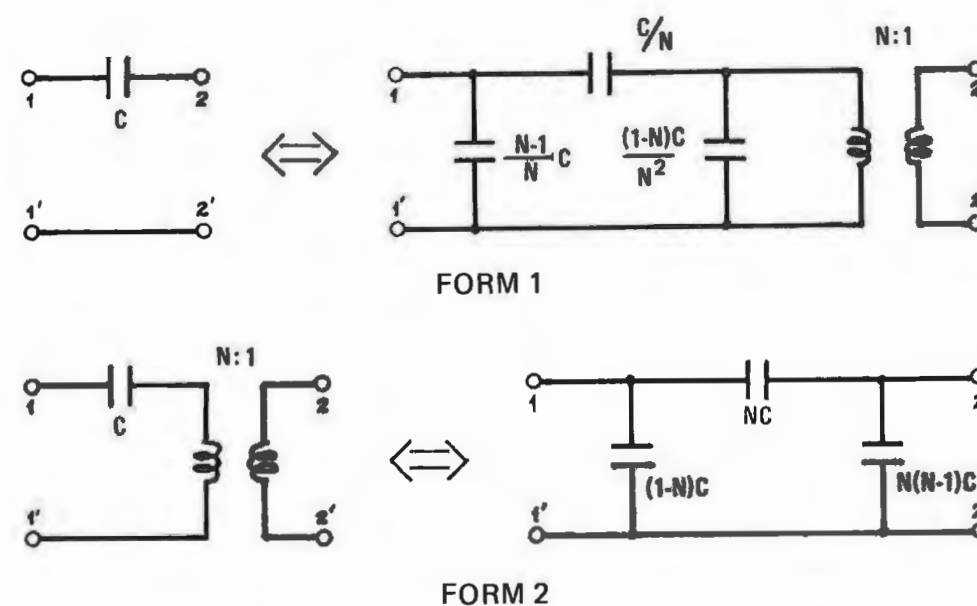 C/N
N:1
1
2
1
2
C
N-1/N C
(1-N)C/N²
1'
2'
1'
2
FORM 1
N:1
1
2
1
2
C
NC
(1-N)C
N(N-1)C
1'
2'
1'
2
FORM 2